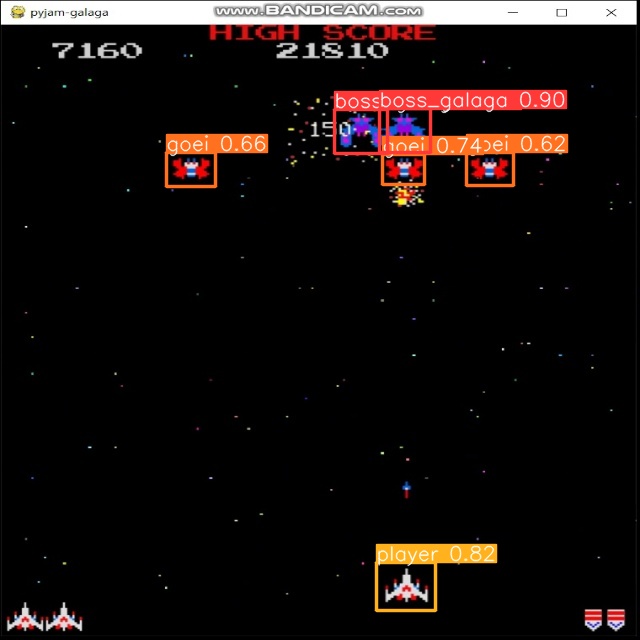 pyjam-galaga
www.BANDICAM.com
HIGH SCORE
7160 21810
boss boss_galaga 0.90
150
goei 0.66 goei 0.74 oei 0.62
player 0.82